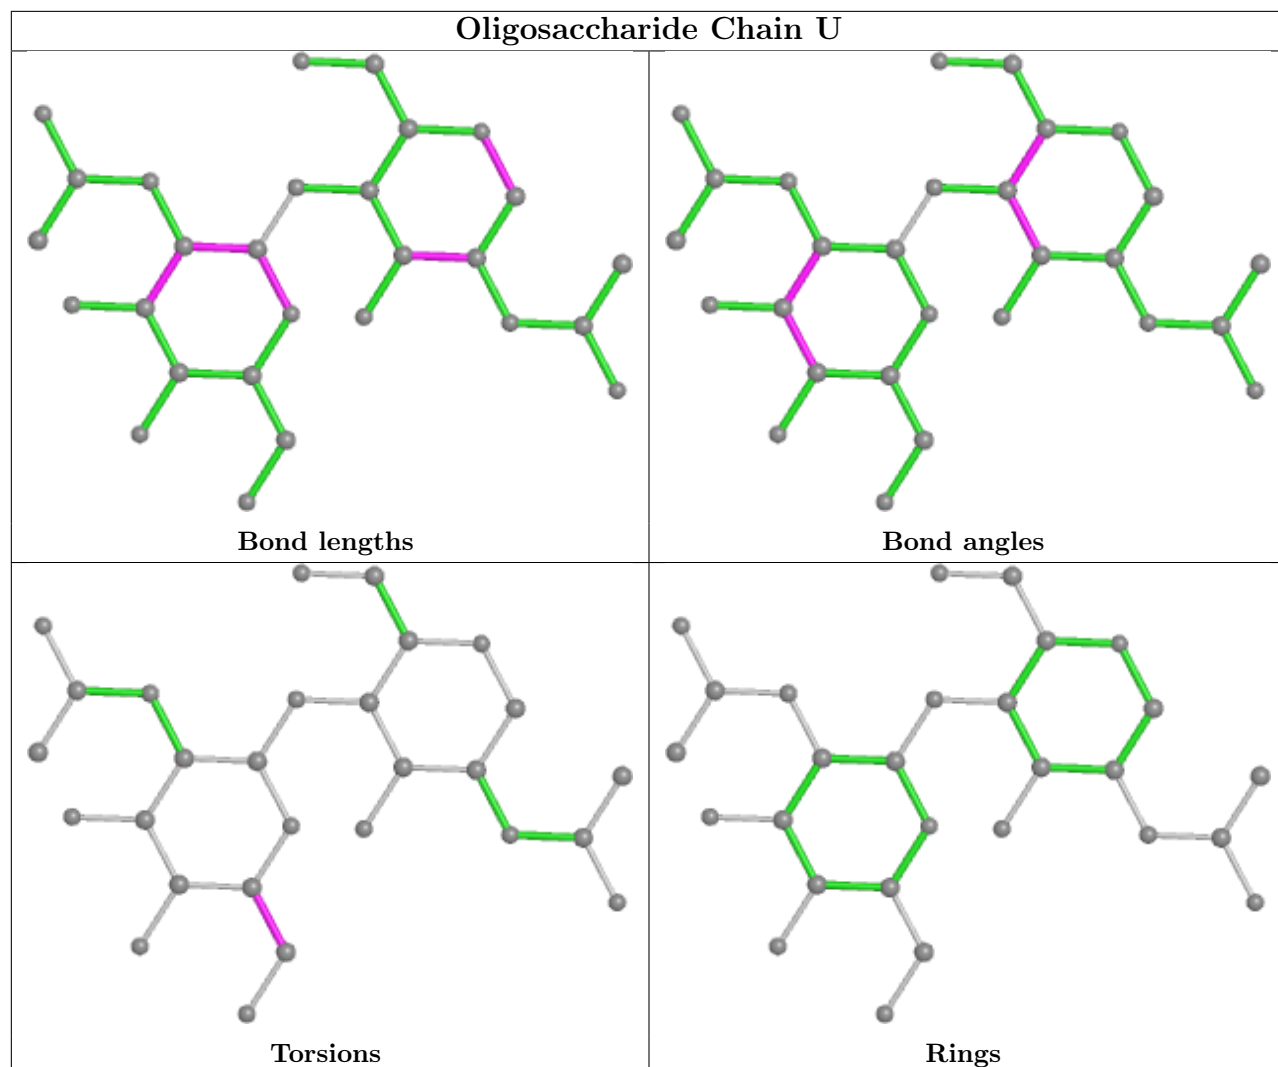 Oligosaccharide Chain U
Bond lengths
Bond angles
Torsions
Rings